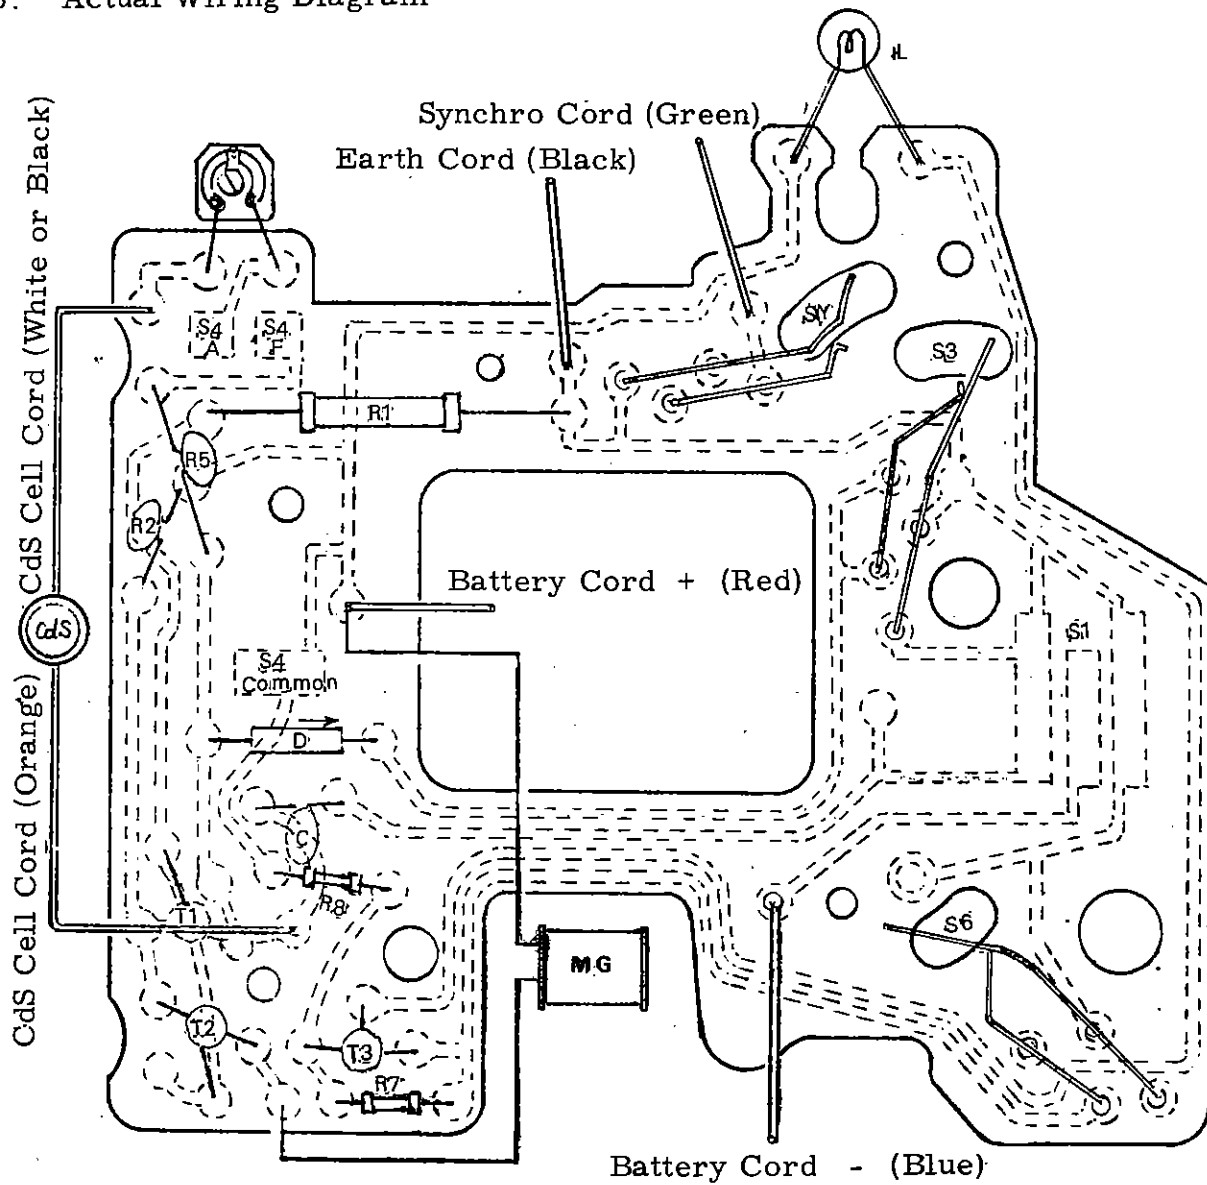 Actual Wiring Diagram
Synchro Cord (Green)
Earth Cord (Black)
CdS Cell Cord (White or Black)
CdS Cell Cord (Orange)
S4
A
S4
F
R1
SY
S3
R5
R2
CdS
Battery Cord + (Red)
S1
S4
Common
D
C
R8
T1
S6
MG
T2
T3
R7
Battery Cord - (Blue)